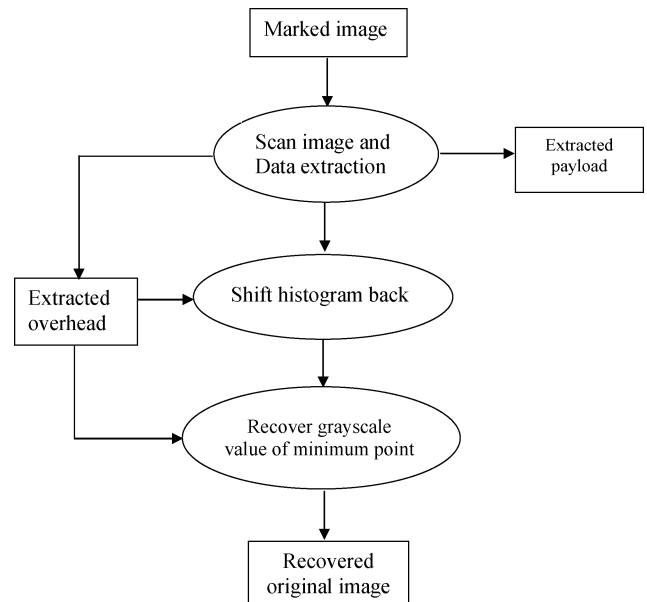 Marked image
Scan image and
Data extraction
Extracted
payload
Extracted
overhead
Shift histogram back
Recover grayscale
value of minimum point
Recovered
original image